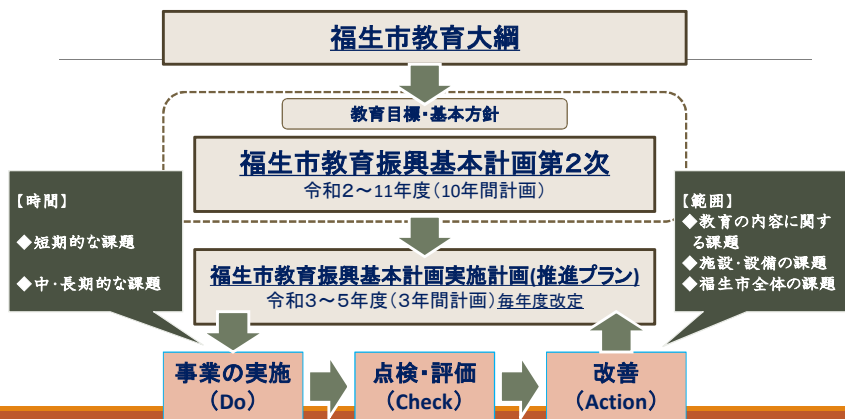 福生市教育大綱
教育目標・基本方針
福生市教育振興基本計画第２次
令和２～11年度（10年間計画）
【時間】
◆短期的な課題
◆中・長期的な課題
【範囲】
◆教育の内容に関す
る課題
◆施設・設備の課題
◆福生市全体の課題
福生市教育振興基本計画実施計画(推進プラン)
令和３～５年度（３年間計画）毎年度改定
事業の実施
（Do）
点検・評価
（Check）
改善
（Action）